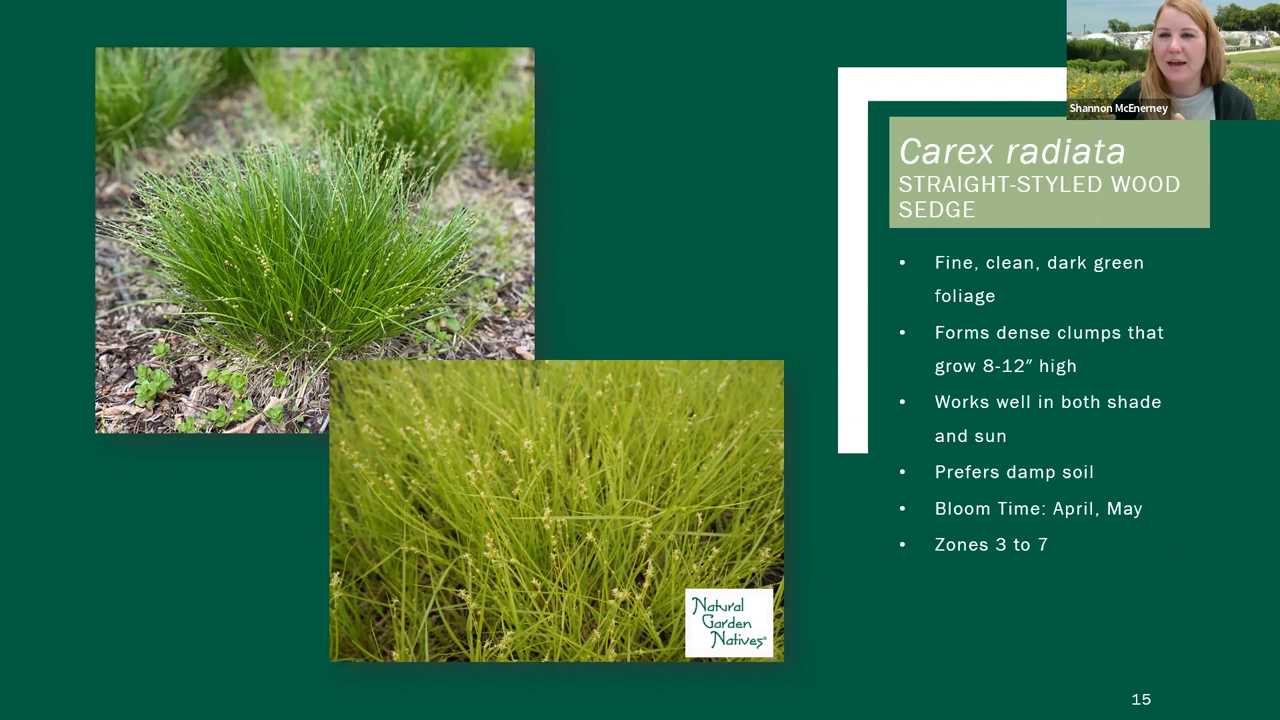 Shannon McEnerney
Carex radiata
STRAIGHT-STYLED WOOD
SEDGE
• Fine, clean, dark green
foliage
• Forms dense clumps that
grow 8-12″ high
• Works well in both shade
and sun
• Prefers damp soil
• Bloom Time: April, May
• Zones 3 to 7
Natural
Garden
Natives®
15